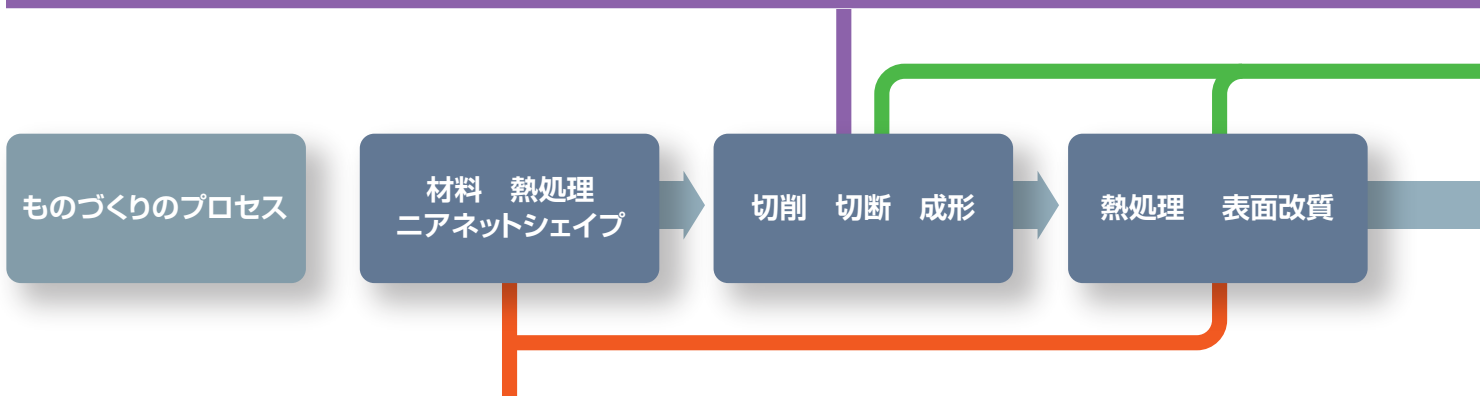 ものづくりのプロセス
材料　熱処理
ニアネットシェイプ
切削　切断　成形
熱処理　表面改質